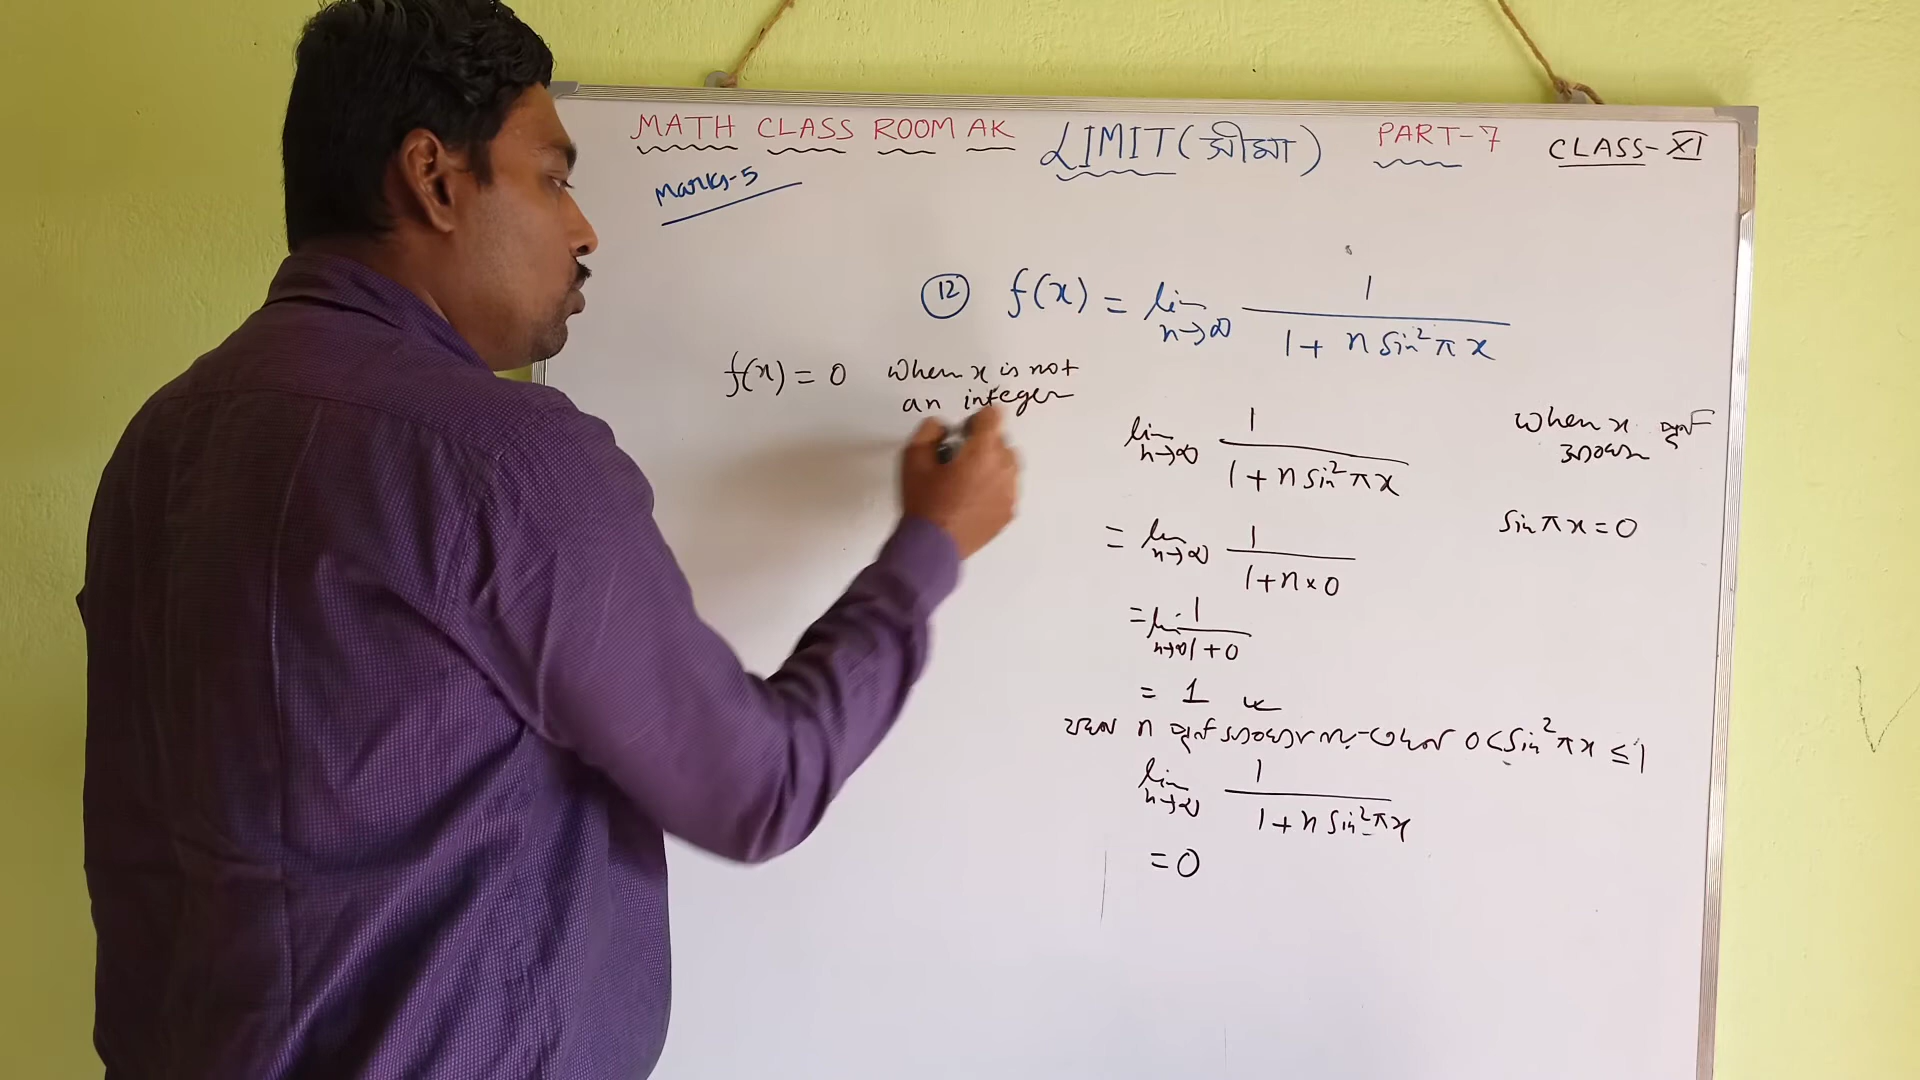 MATH CLASS ROOM AK LIMIT (সীমা) PART-7 CLASS-XI
Marks-5
12 f(x) = lim n→∞ 1/(1+ n sin²πx)
f(x) = 0 when x is not
an integer
lim n→∞ 1/(1+n sin²πx)
when x পূর্ণ
সংখ্যা
sin πx = 0
= lim n→∞ 1/(1+n×0)
= lim n→∞ 1/(1+0)
= 1
যখন n পূর্ণ সংখ্যা নয়-তখন 0<sin²πx ≤ 1
lim n→∞ 1/(1+n sin²πx)
= 0